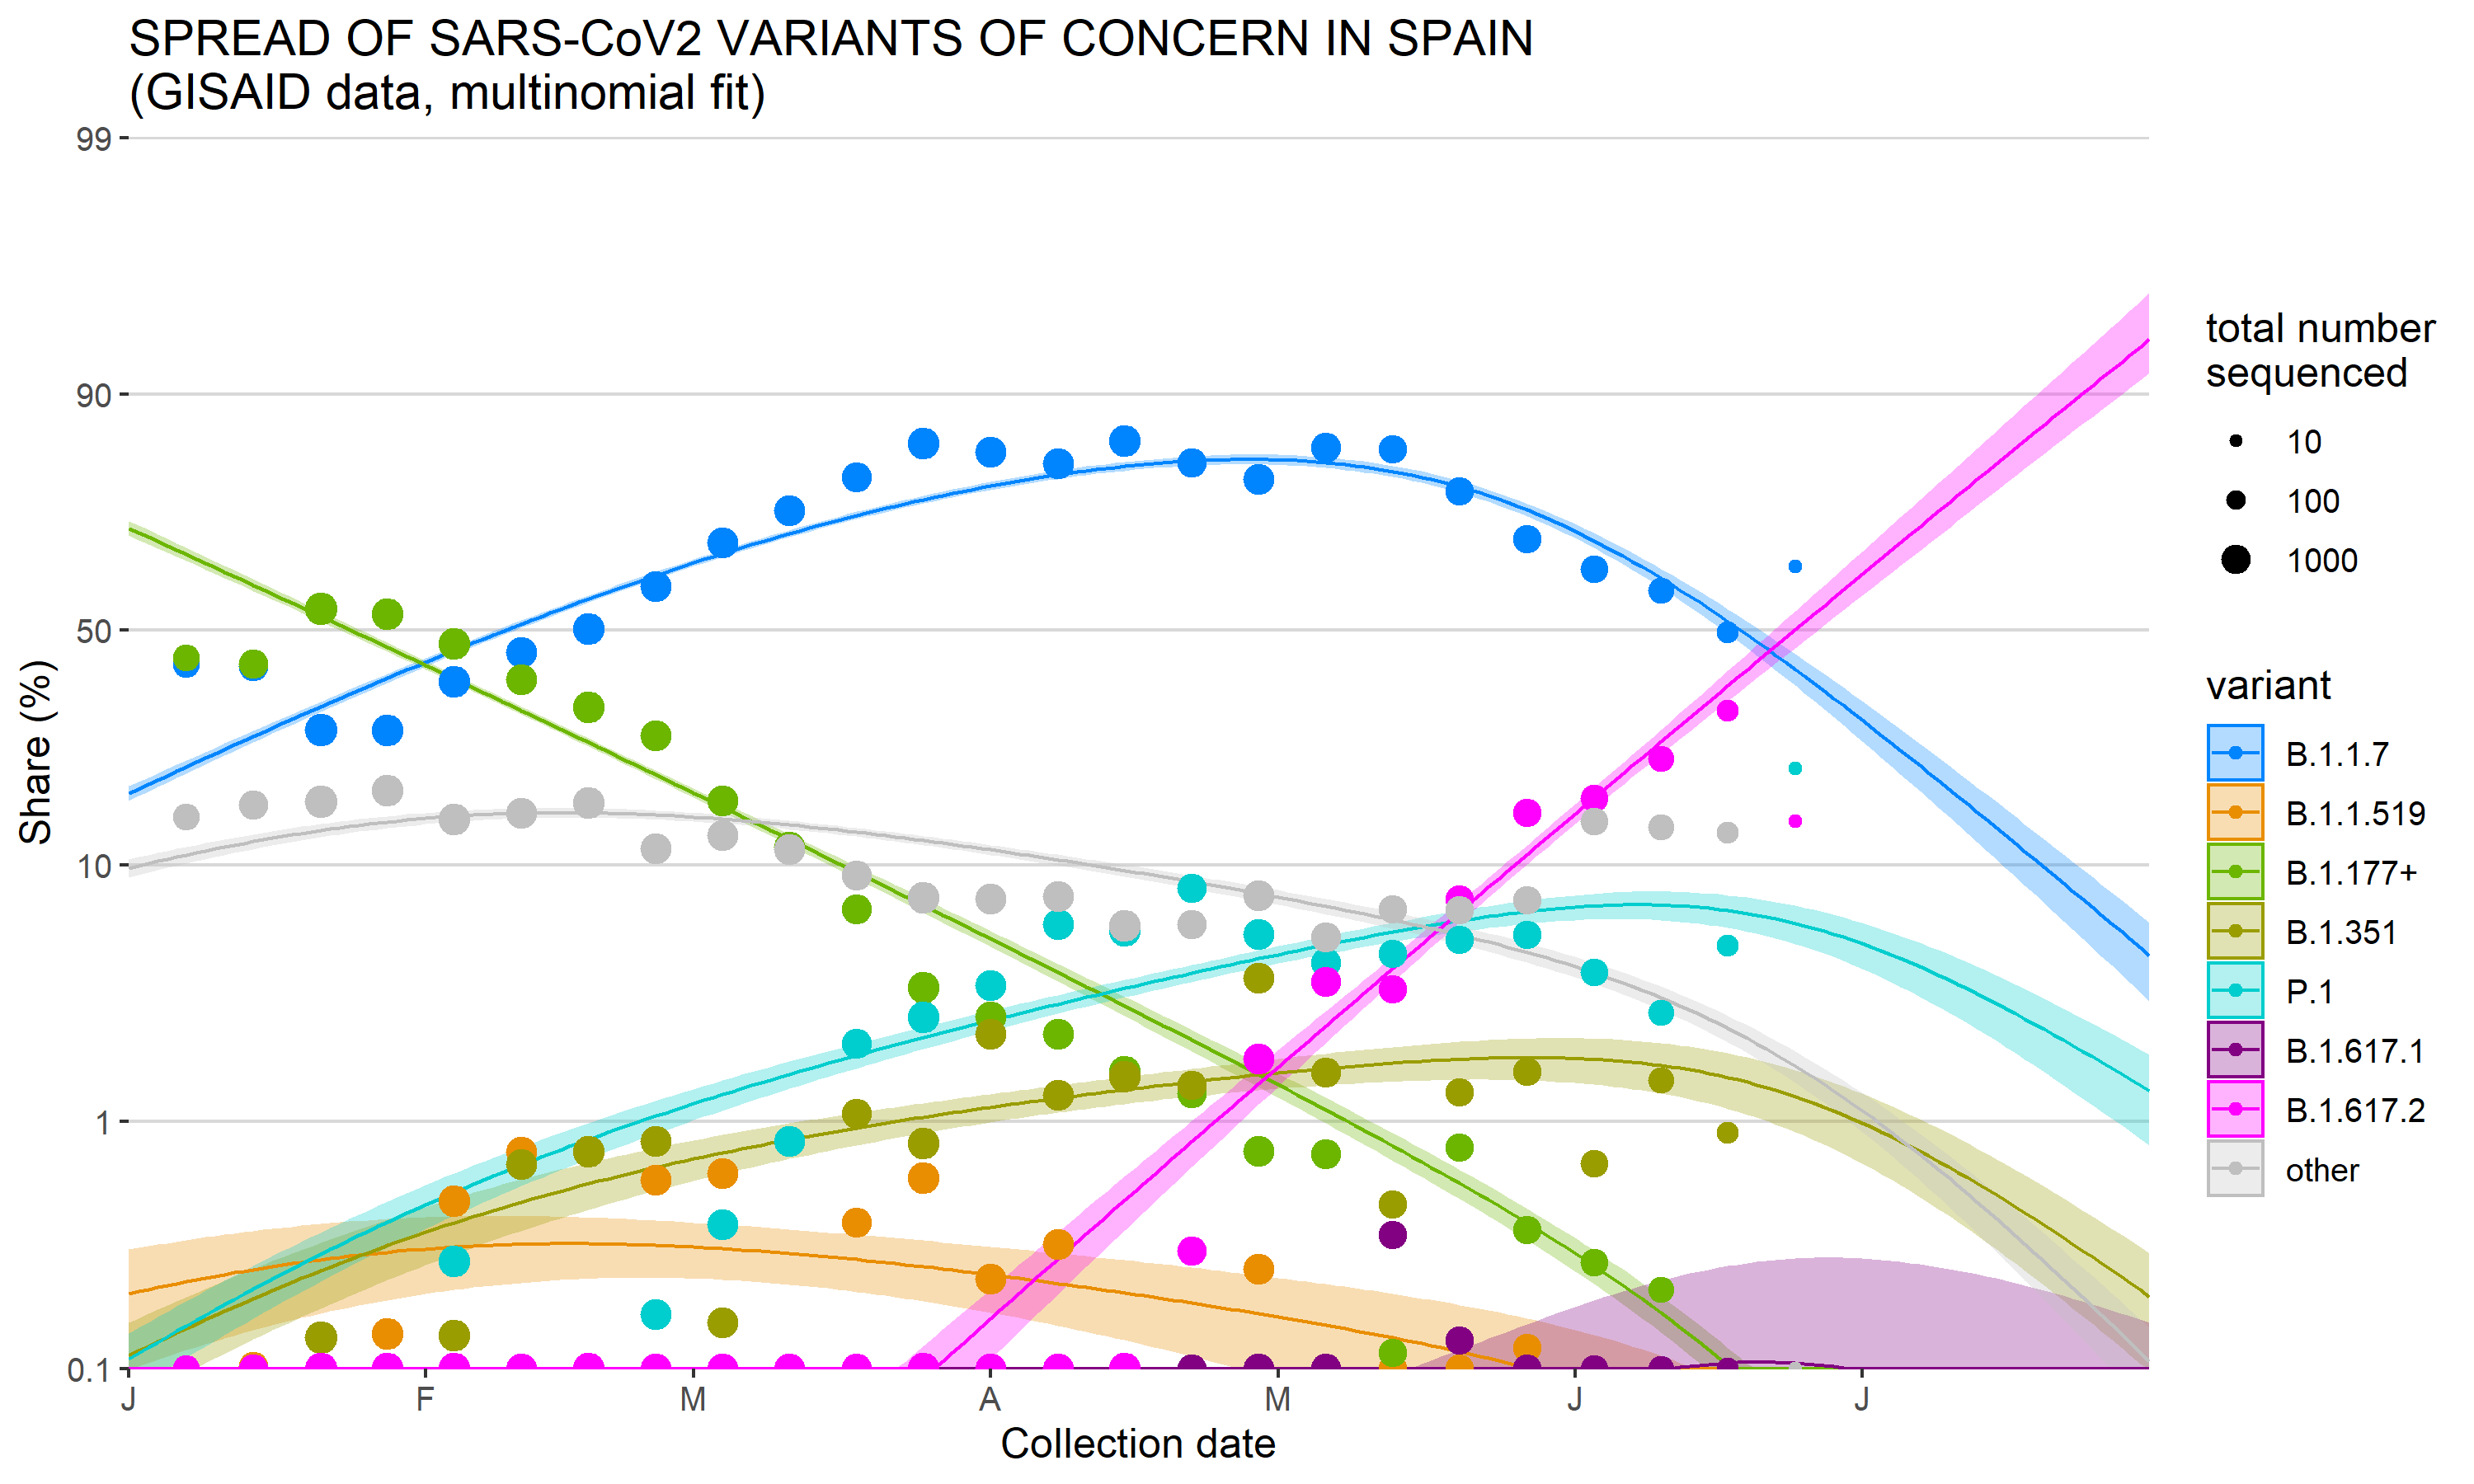 SPREAD OF SARS-CoV2 VARIANTS OF CONCERN IN SPAIN
(GISAID data, multinomial fit)
99
90
50
10
1
0.1
Share (%)
J
F
M
A
M
J
J
Collection date
total number
sequenced
10
100
1000
variant
B.1.1.7
B.1.1.519
B.1.177+
B.1.351
P.1
B.1.617.1
B.1.617.2
other